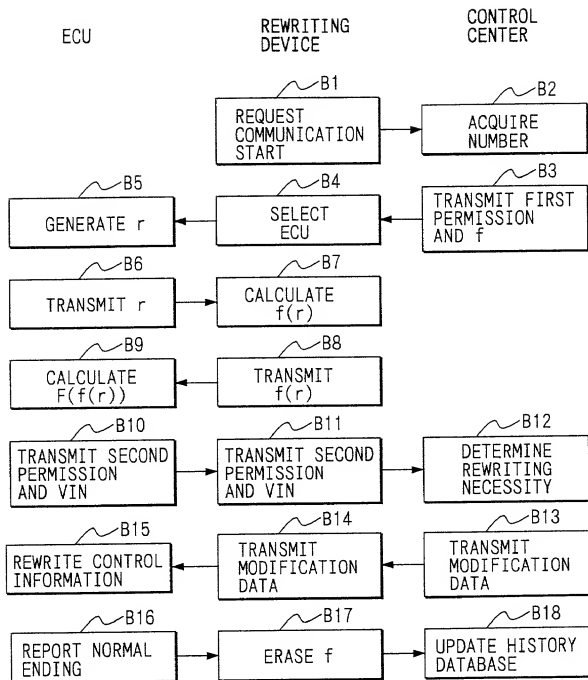 ECU
REWRITING
DEVICE
CONTROL
CENTER
B1
REQUEST
COMMUNICATION
START
B2
ACQUIRE
NUMBER
B5
GENERATE r
B4
SELECT
ECU
B3
TRANSMIT FIRST
PERMISSION
AND f
B6
TRANSMIT r
B7
CALCULATE
f(r)
B9
CALCULATE
F(f(r))
B8
TRANSMIT
f(r)
B10
TRANSMIT SECOND
PERMISSION
AND VIN
B11
TRANSMIT SECOND
PERMISSION
AND VIN
B12
DETERMINE
REWRITING
NECESSITY
B15
REWRITE CONTROL
INFORMATION
B14
TRANSMIT
MODIFICATION
DATA
B13
TRANSMIT
MODIFICATION
DATA
B16
REPORT NORMAL
ENDING
B17
ERASE f
B18
UPDATE HISTORY
DATABASE